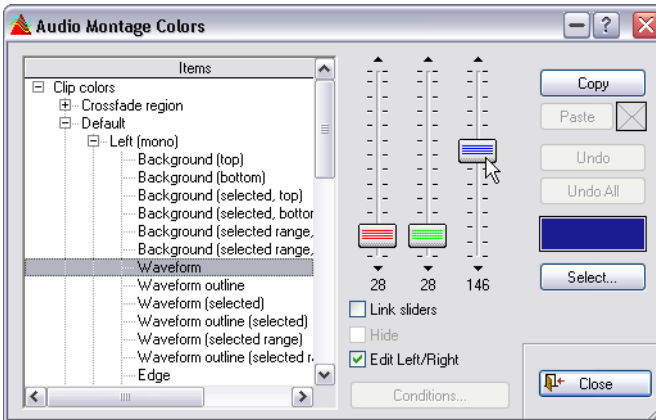 Audio Montage Colors
Items
Clip colors
Crossfade region
Default
Left (mono)
Background (top)
Background (bottom)
Background (selected, top)
Background (selected, bottor
Background (selected range,
Background (selected range,
Waveform
Waveform outline
Waveform (selected)
Waveform outline (selected)
Waveform (selected range)
Waveform outline (selected r
Edge
28 28 146
Link sliders
Hide
Edit Left/Right
Conditions...
Copy
Paste
Undo
Undo All
Select...
Close